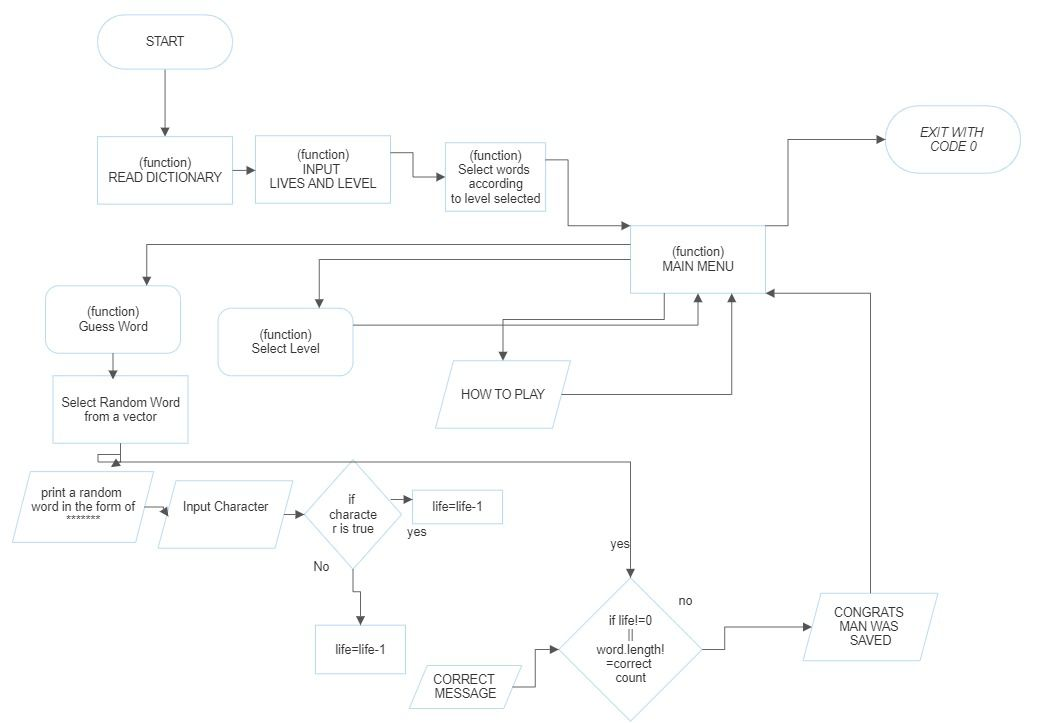 START
(function)
READ DICTIONARY
(function)
INPUT
LIVES AND LEVEL
(function)
Select words
according
to level selected
EXIT WITH
CODE 0
(function)
MAIN MENU
(function)
Guess Word
(function)
Select Level
HOW TO PLAY
Select Random Word
from a vector
print a random
word in the form of
*******
Input Character
if
characte
r is true
life=life-1
yes
No
life=life-1
yes
no
if life!=0
||
word.length!
=correct
count
CORRECT
MESSAGE
CONGRATS
MAN WAS
SAVED